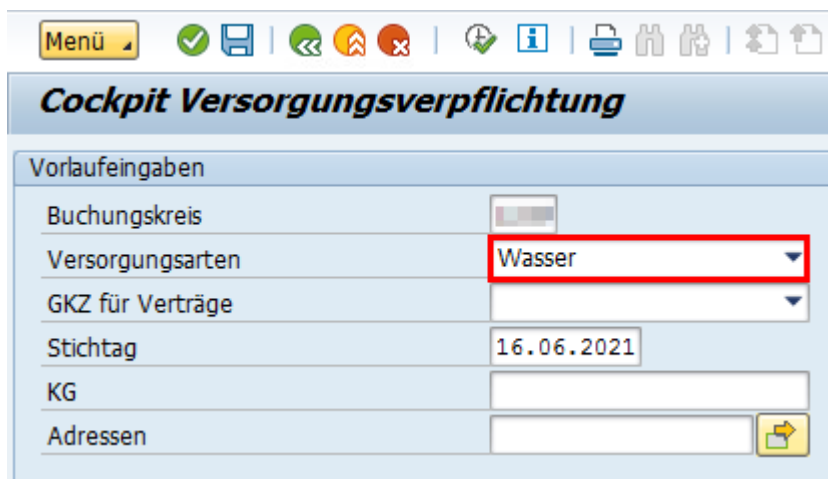 Menü
Cockpit Versorgungsverpflichtung
Vorlaufeingaben
Buchungskreis
Versorgungsarten Wasser
GKZ für Verträge
Stichtag 16.06.2021
KG
Adressen